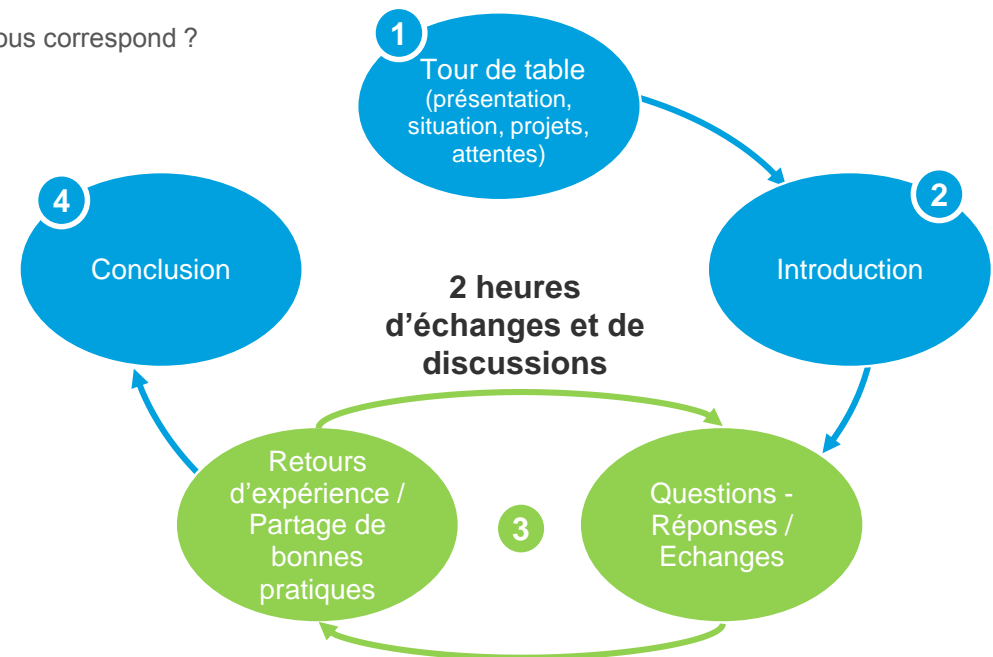 ous correspond ?
1
Tour de table
(présentation,
situation, projets,
attentes)
2
Introduction
4
Conclusion
2 heures
d’échanges et de
discussions
3
Questions -
Réponses /
Echanges
Retours
d’expérience /
Partage de
bonnes
pratiques